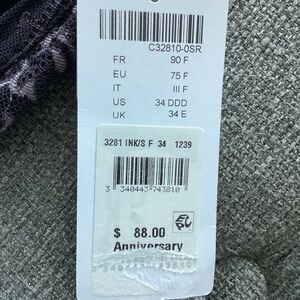 C32810-0SR
FR 90 F
EU 75 F
IT III F
US 34 DDD
UK 34 E
3281 INK/S F 34 1239
3 340443 743810
$ 88.00
Anniversary